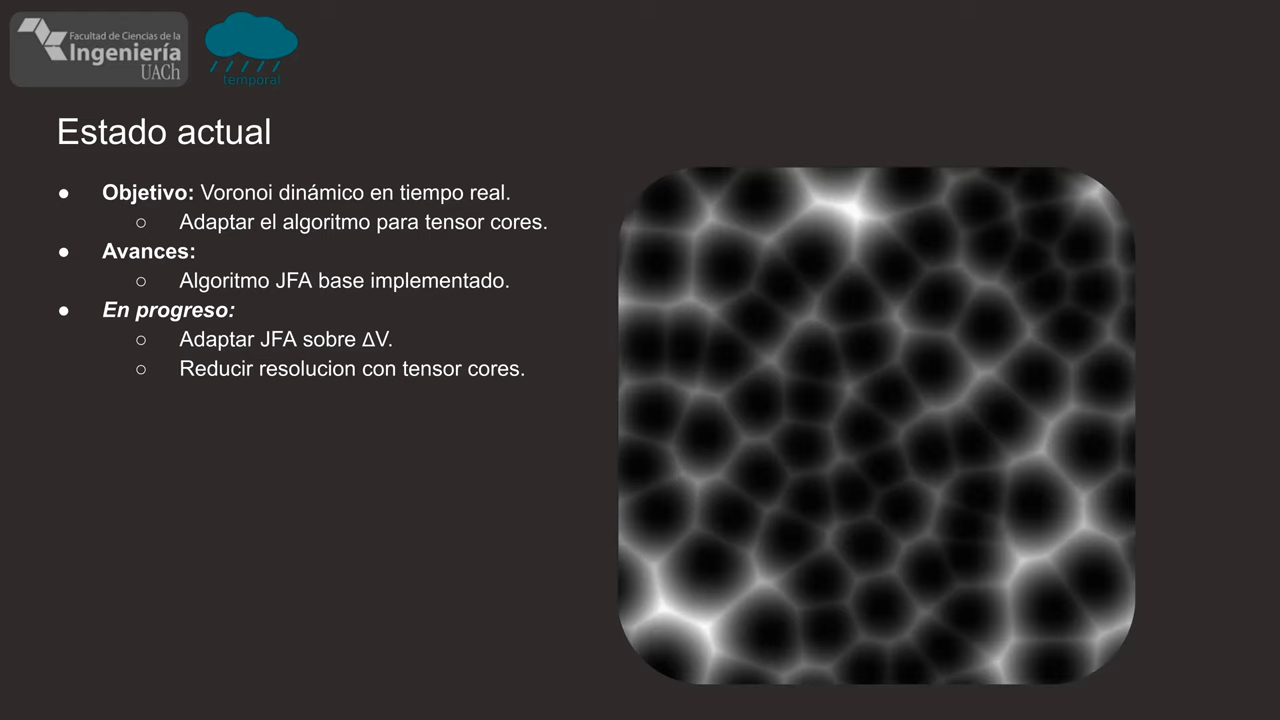 Facultad de Ciencias de la
Ingeniería
UACh
temporal
Estado actual
● Objetivo: Voronoi dinámico en tiempo real.
○ Adaptar el algoritmo para tensor cores.
● Avances:
○ Algoritmo JFA base implementado.
● En progreso:
○ Adaptar JFA sobre ΔV.
○ Reducir resolucion con tensor cores.